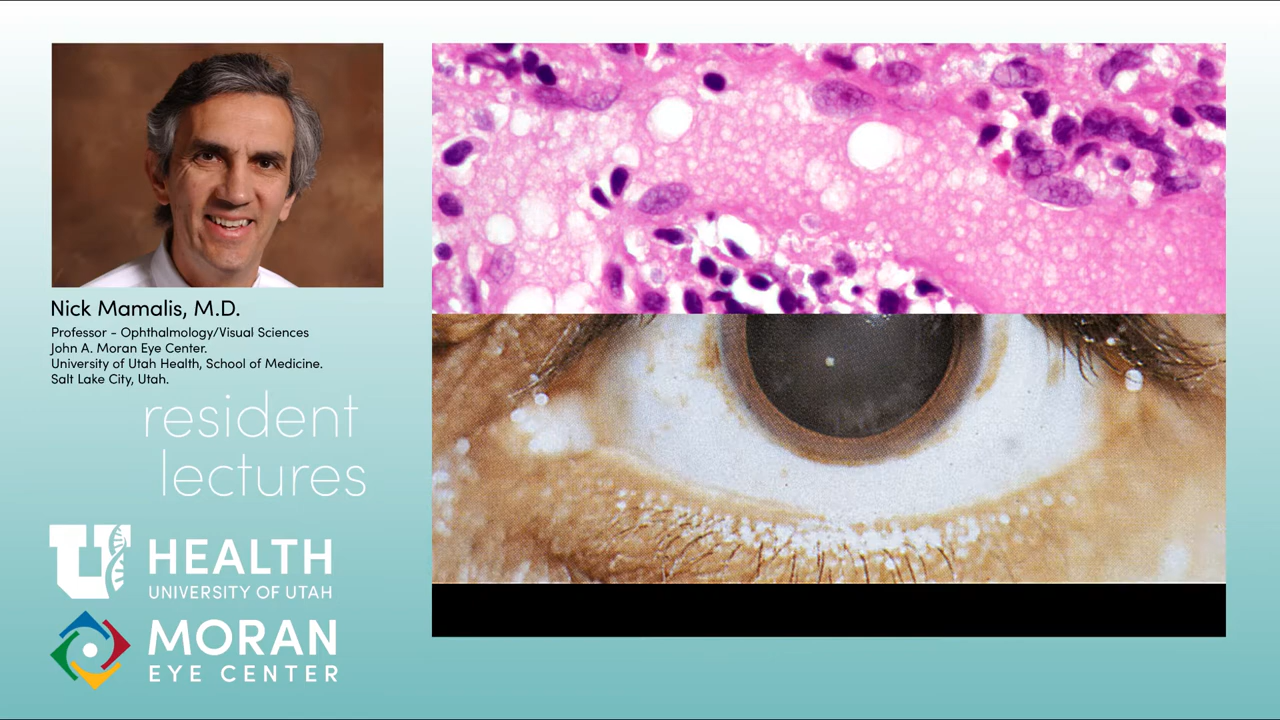 Nick Mamalis, M.D.
Professor - Ophthalmology/Visual Sciences
John A. Moran Eye Center.
University of Utah Health, School of Medicine.
Salt Lake City, Utah.
resident
lectures
U
HEALTH
UNIVERSITY OF UTAH
MORAN
EYE CENTER